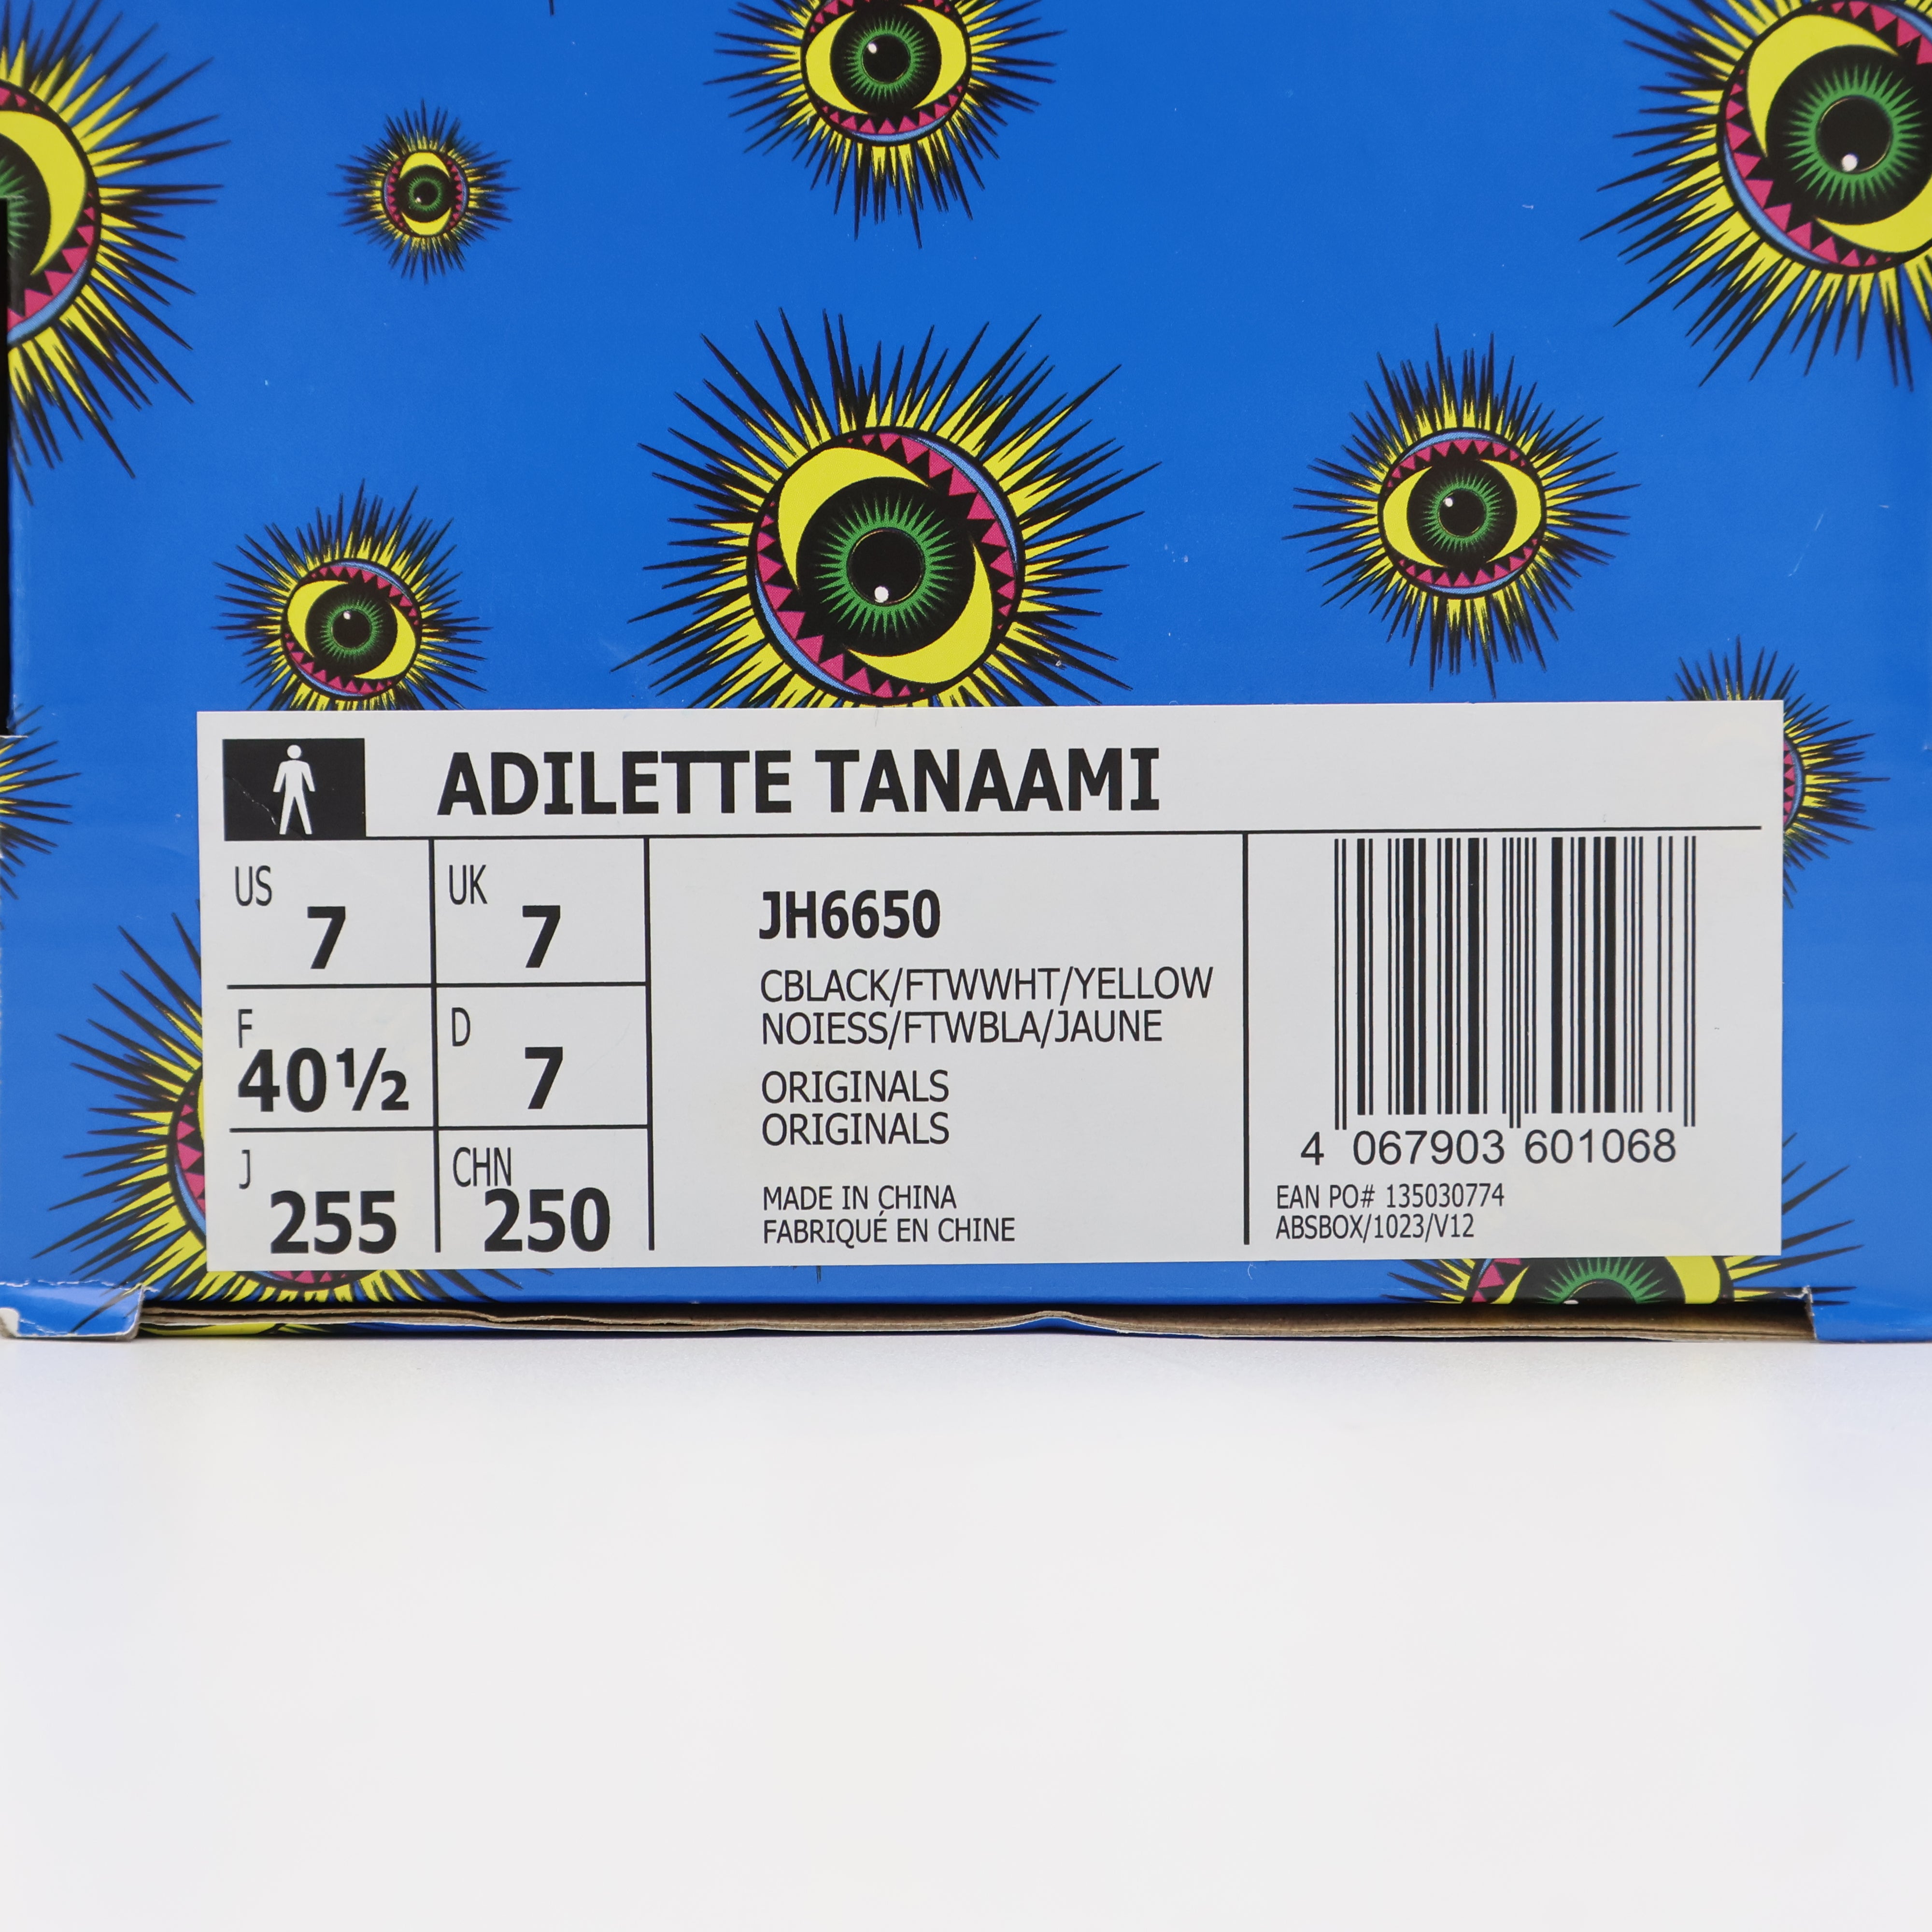 ADILETTE TANAAMI
US 7
UK 7
F 40½
D 7
J 255
CHN 250
JH6650
CBLACK/FTWWHT/YELLOW
NOIESS/FTWBLA/JAUNE
ORIGINALS
ORIGINALS
MADE IN CHINA
FABRIQUÉ EN CHINE
4 067903 601068
EAN PO# 135030774
ABSBOX/1023/V12